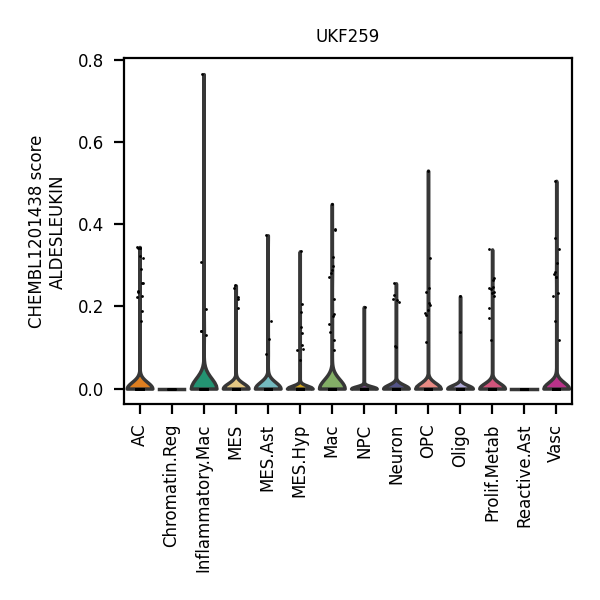 UKF259
CHEMBL1201438 score
ALDESLEUKIN
0.8
0.6
0.4
0.2
0.0
AC
Chromatin.Reg
Inflammatory.Mac
MES
MES.Ast
MES.Hyp
Mac
NPC
Neuron
OPC
Oligo
Prolif.Metab
Reactive.Ast
Vasc